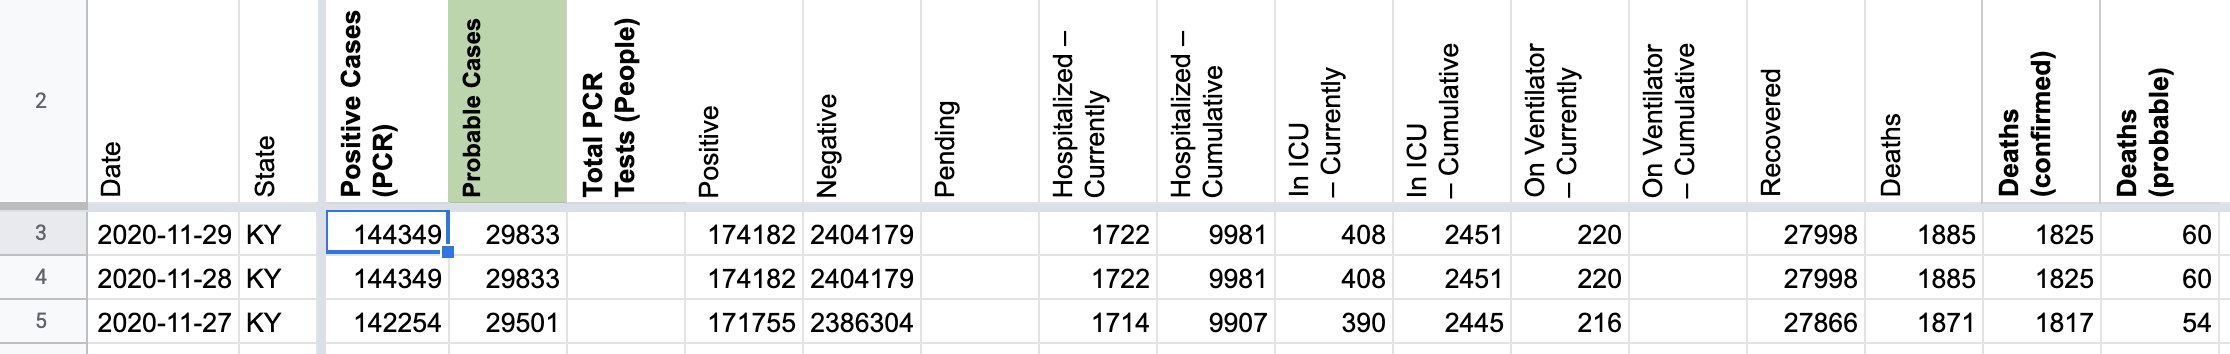 2
Date
State
Positive Cases
(PCR)
Probable Cases
Total PCR
Tests (People)
Positive
Negative
Pending
Hospitalized –
Currently
Hospitalized –
Cumulative
In ICU
– Currently
In ICU
– Cumulative
On Ventilator
– Currently
On Ventilator
– Cumulative
Recovered
Deaths
Deaths
(confirmed)
Deaths
(probable)
3 2020-11-29 KY 144349 29833 174182 2404179 1722 9981 408 2451 220 27998 1885 1825 60
4 2020-11-28 KY 144349 29833 174182 2404179 1722 9981 408 2451 220 27998 1885 1825 60
5 2020-11-27 KY 142254 29501 171755 2386304 1714 9907 390 2445 216 27866 1871 1817 54